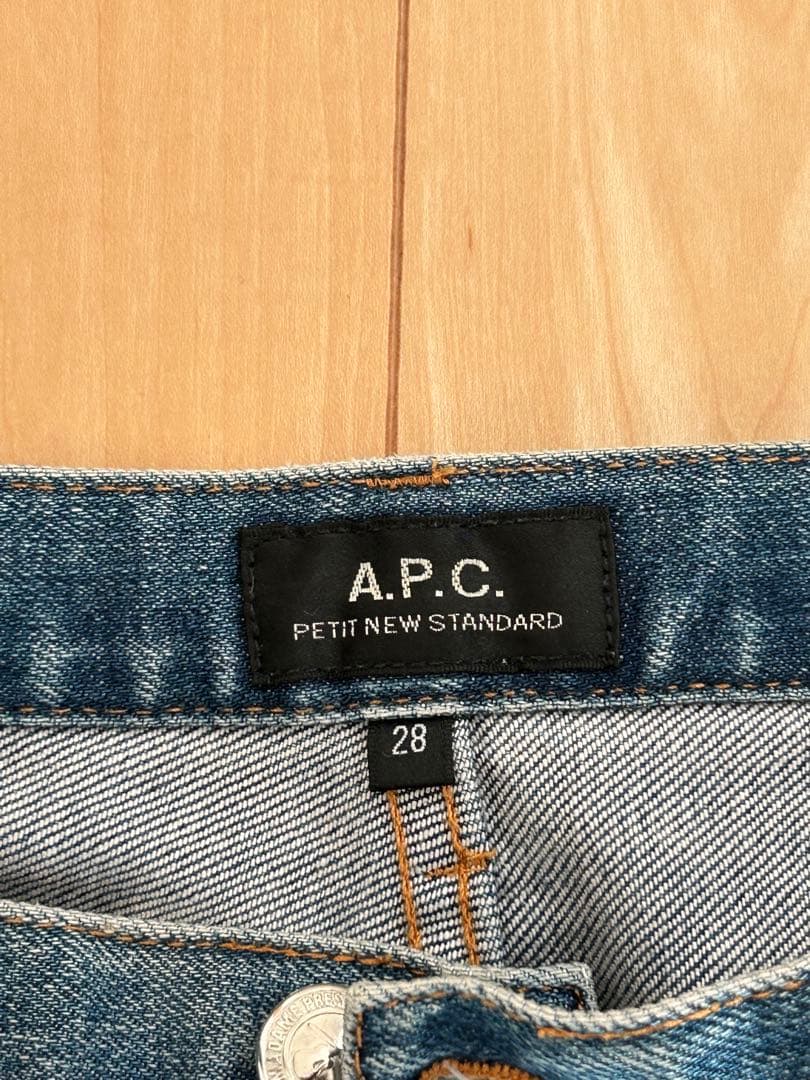 A.P.C.
PETIT NEW STANDARD
28